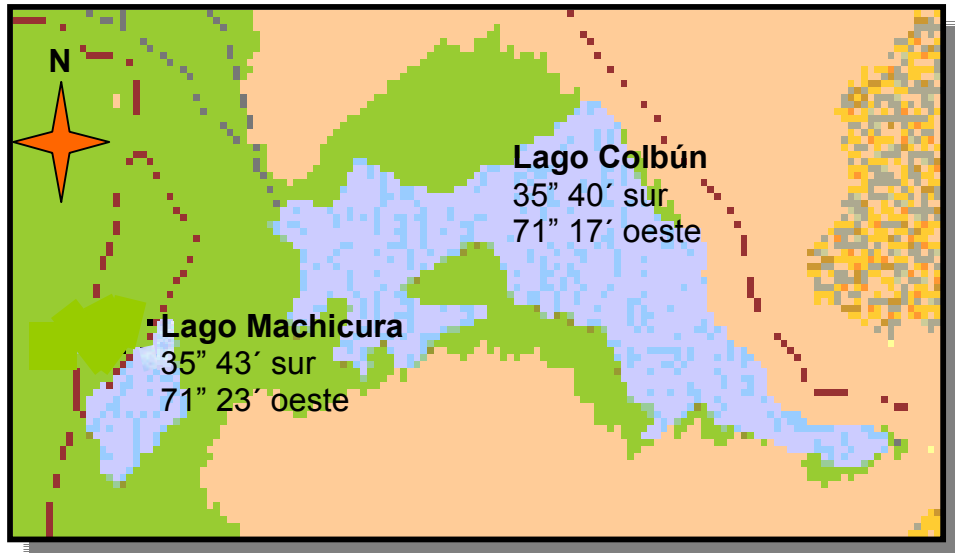 N
Lago Colbún
35” 40´ sur
71” 17´ oeste
Lago Machicura
35” 43´ sur
71” 23´ oeste